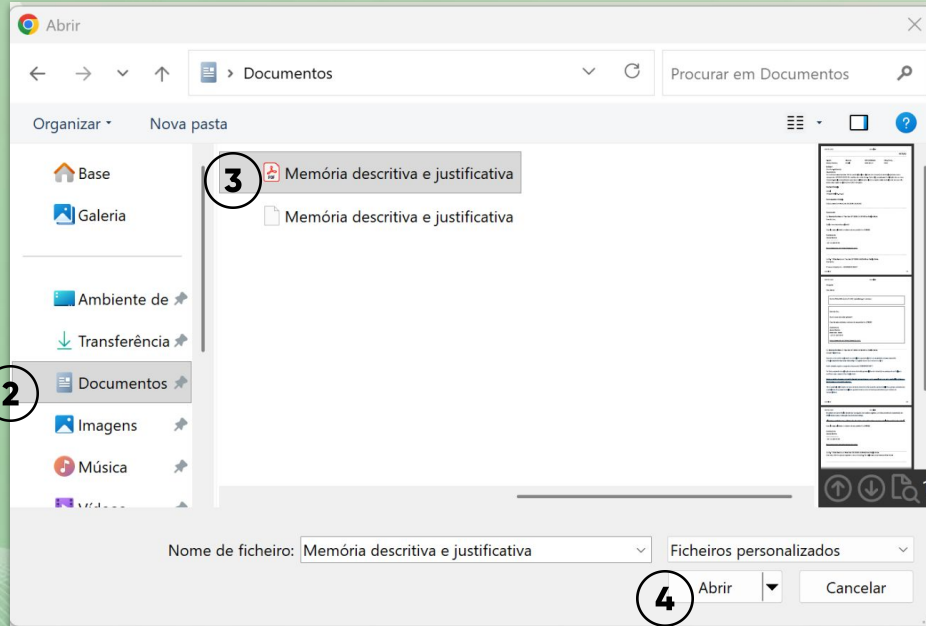 Abrir
Documentos
Procurar em Documentos
Organizar
Nova pasta
Base
Galeria
Ambiente de
Transferência
2
Documentos
Imagens
Música
3
PDF
Memória descritiva e justificativa
Memória descritiva e justificativa
Nome de ficheiro: Memória descritiva e justificativa
Ficheiros personalizados
4
Abrir
Cancelar